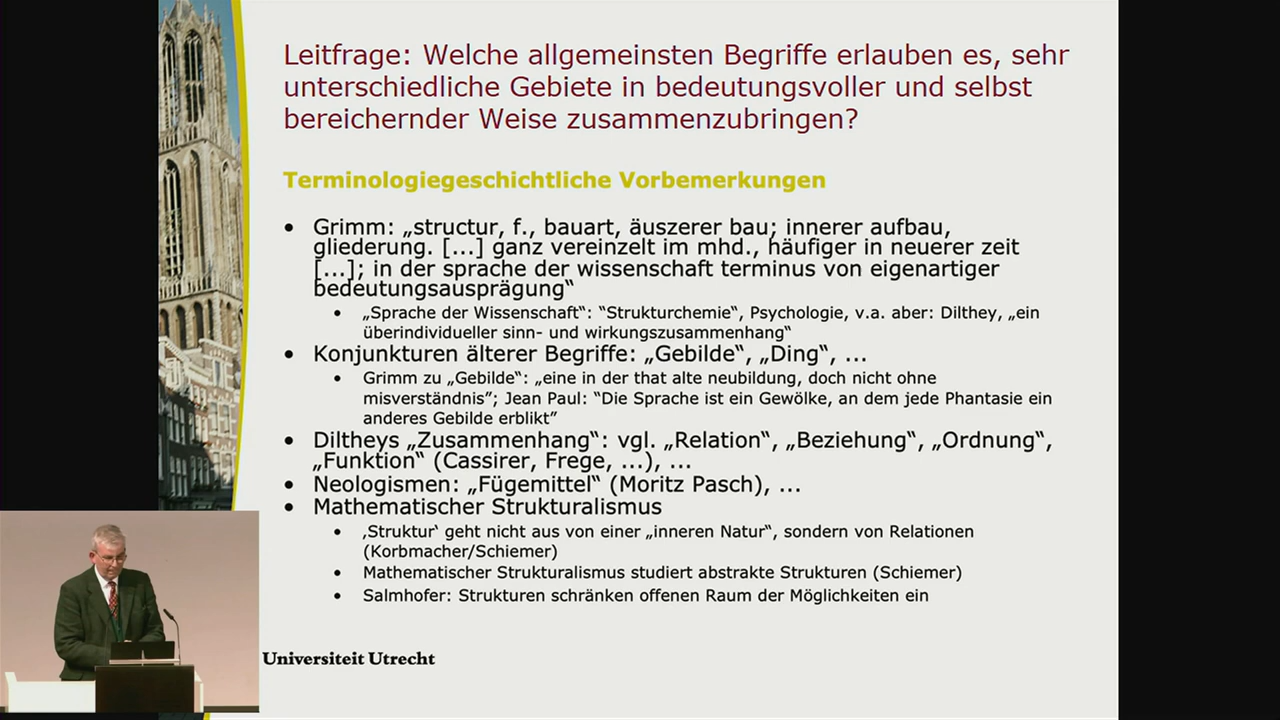 Leitfrage: Welche allgemeinsten Begriffe erlauben es, sehr
unterschiedliche Gebiete in bedeutungsvoller und selbst
bereichernder Weise zusammenzubringen?
Terminologiegeschichtliche Vorbemerkungen
• Grimm: „structur, f., bauart, äuszerer bau; innerer aufbau,
gliederung. [...] ganz vereinzelt im mhd., häufiger in neuerer zeit
[...]; in der sprache der wissenschaft terminus von eigenartiger
bedeutungsausprägung“
• „Sprache der Wissenschaft“: “Strukturchemie“, Psychologie, v.a. aber: Dilthey, „ein
überindividueller sinn- und wirkungszusammenhang“
• Konjunkturen älterer Begriffe: „Gebilde“, „Ding“, ...
• Grimm zu „Gebilde“: „eine in der that alte neubildung, doch nicht ohne
misverständnis”; Jean Paul: “Die Sprache ist ein Gewölke, an dem jede Phantasie ein
anderes Gebilde erblikt”
• Diltheys „Zusammenhang“: vgl. „Relation“, „Beziehung“, „Ordnung“,
„Funktion“ (Cassirer, Frege, ...), ...
• Neologismen: „Fügemittel“ (Moritz Pasch), ...
• Mathematischer Strukturalismus
• ‚Struktur‘ geht nicht aus von einer „inneren Natur“, sondern von Relationen
(Korbmacher/Schiemer)
• Mathematischer Strukturalismus studiert abstrakte Strukturen (Schiemer)
• Salmhofer: Strukturen schränken offenen Raum der Möglichkeiten ein
Universiteit Utrecht